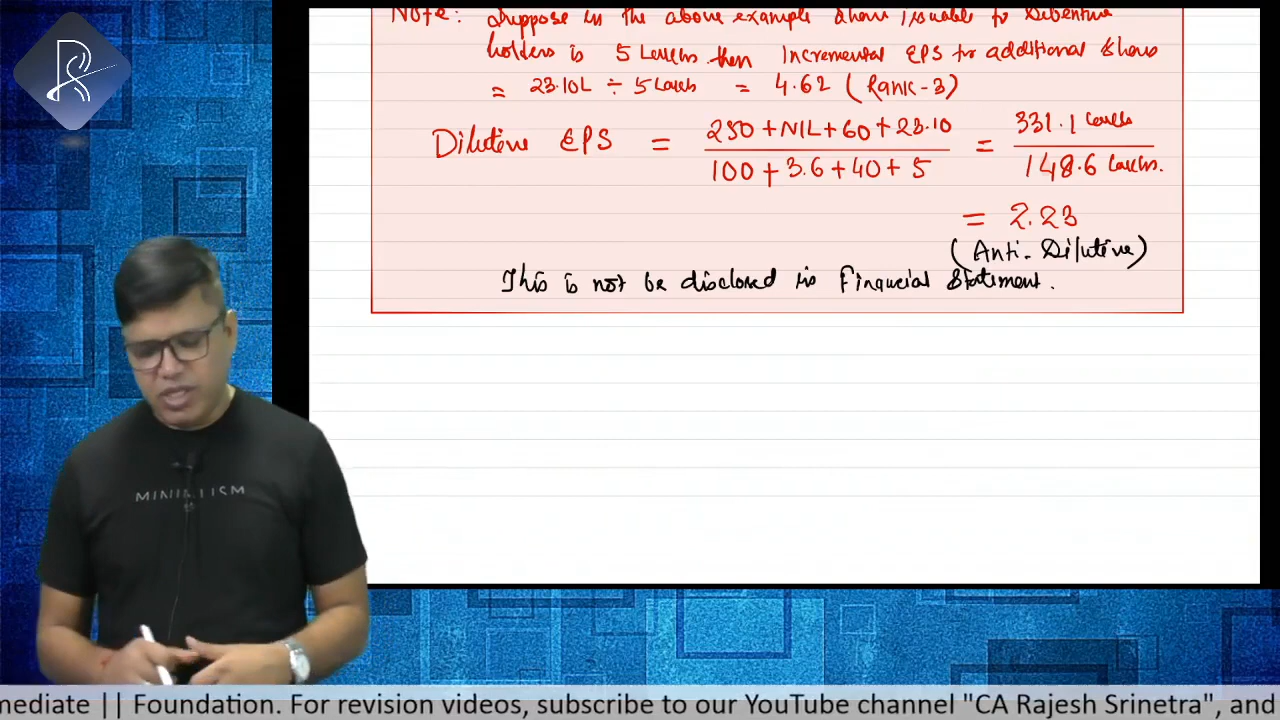 Note: Suppose in the above example share issuable to Debenture
holders is 5 Lakhs then Incremental EPS for additional share
= 23.10L ÷ 5 Lakhs = 4.62 (Rank-3)
Dilutive EPS = 250+NIL+60+23.10 = 331.1 Lakhs
100+3.6+40+5 148.6 Lakhs.
= 2.23
(Anti-Dilutive)
This is not be disclosed in Financial Statement.
MINIMALISM
mediate || Foundation. For revision videos, subscribe to our YouTube channel "CA Rajesh Srinetra", and